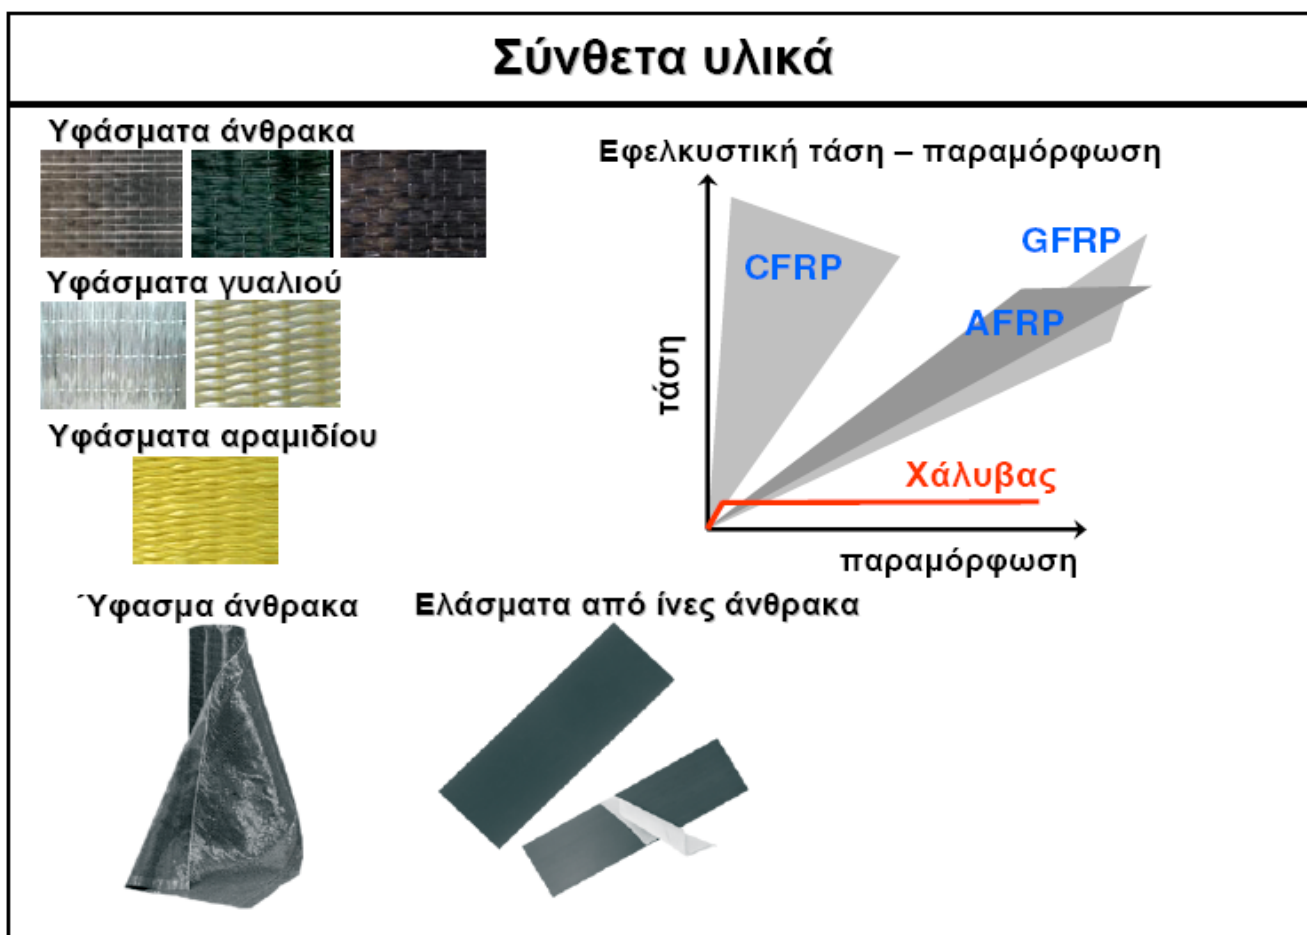 Σύνθετα υλικά
Υφάσματα άνθρακα
Υφάσματα γυαλιού
Υφάσματα αραμιδίου
Εφελκυστική τάση – παραμόρφωση
CFRP
GFRP
AFRP
τάση
Χάλυβας
παραμόρφωση
Ύφασμα άνθρακα
Ελάσματα από ίνες άνθρακα